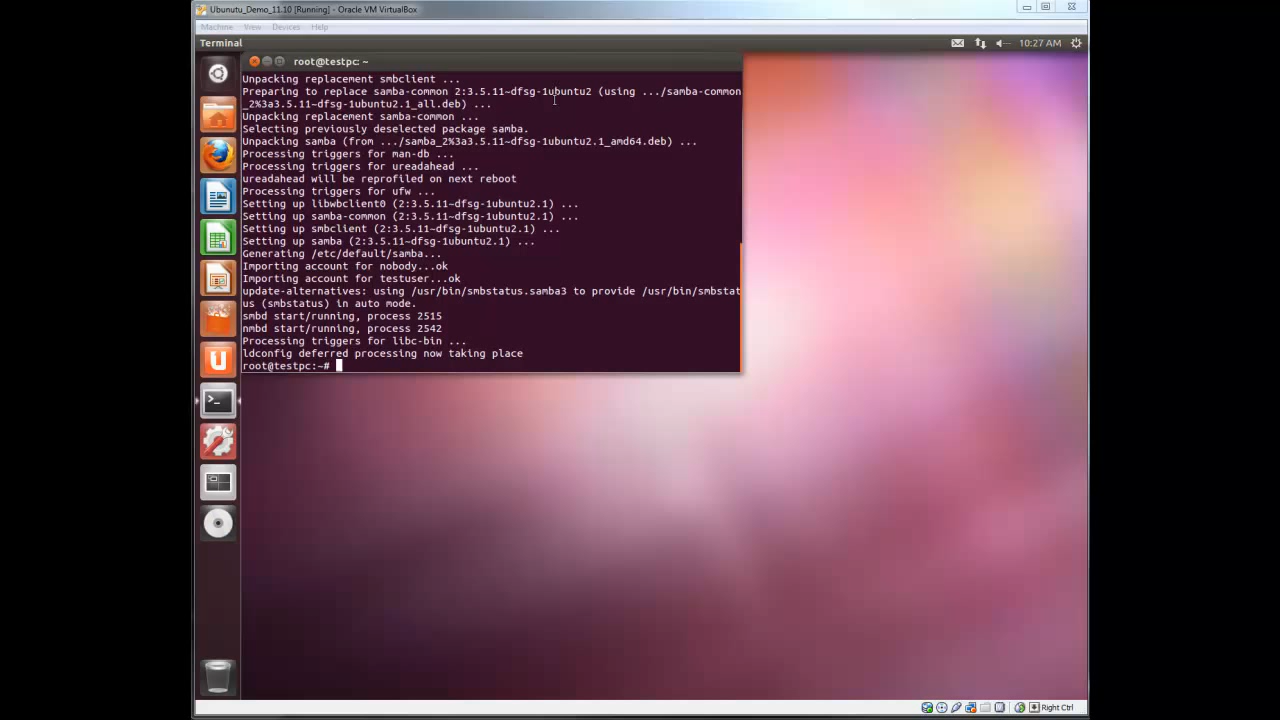 Ubunutu_Demo_11.10 [Running] - Oracle VM VirtualBox
Machine View Devices Help
Terminal
10:27 AM
root@testpc: ~
Unpacking replacement smbclient ...
Preparing to replace samba-common 2:3.5.11~dfsg-1ubuntu2 (using .../samba-common
_2%3a3.5.11~dfsg-1ubuntu2.1_all.deb) ...
Unpacking replacement samba-common ...
Selecting previously deselected package samba.
Unpacking samba (from .../samba_2%3a3.5.11~dfsg-1ubuntu2.1_amd64.deb) ...
Processing triggers for man-db ...
Processing triggers for ureadahead ...
ureadahead will be reprofiled on next reboot
Processing triggers for ufw ...
Setting up libwbclient0 (2:3.5.11~dfsg-1ubuntu2.1) ...
Setting up samba-common (2:3.5.11~dfsg-1ubuntu2.1) ...
Setting up smbclient (2:3.5.11~dfsg-1ubuntu2.1) ...
Setting up samba (2:3.5.11~dfsg-1ubuntu2.1) ...
Generating /etc/default/samba...
Importing account for nobody...ok
Importing account for testuser...ok
update-alternatives: using /usr/bin/smbstatus.samba3 to provide /usr/bin/smbstat
us (smbstatus) in auto mode.
smbd start/running, process 2515
nmbd start/running, process 2542
Processing triggers for libc-bin ...
ldconfig deferred processing now taking place
root@testpc:~#
Right Ctrl